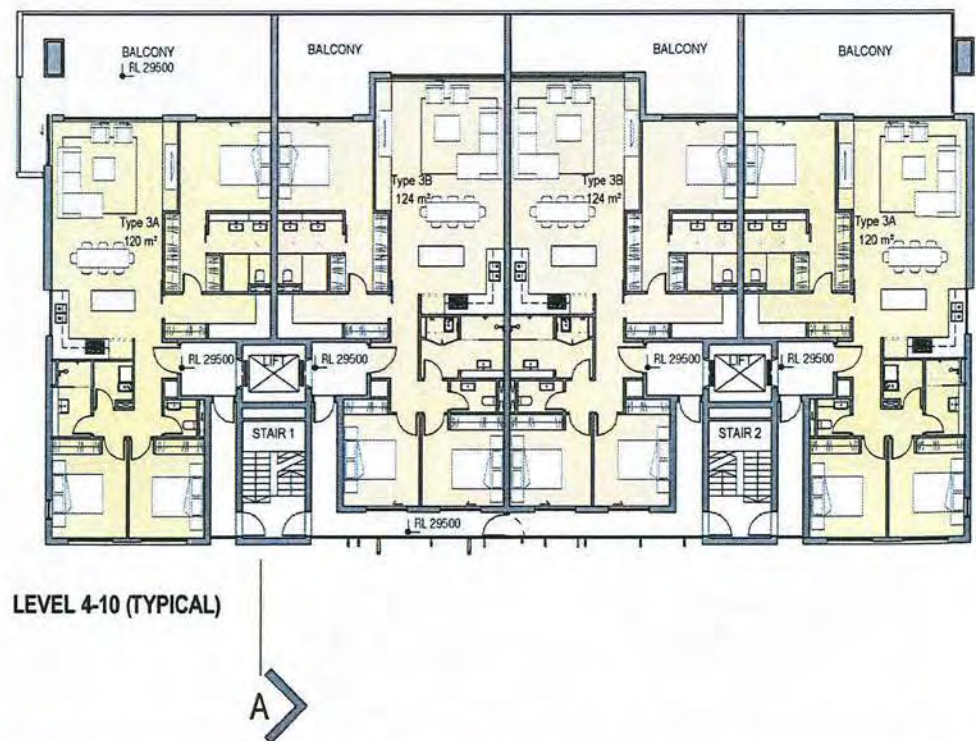 BALCONY
RL 29500
BALCONY
BALCONY
BALCONY
Type 3A
120 m²
Type 3B
124 m²
Type 3B
124 m²
Type 3A
120 m²
RL 29500
LIFT
RL 29500
RL 29500
LIFT
RL 29500
STAIR 1
STAIR 2
RL 29500
LEVEL 4-10 (TYPICAL)
A